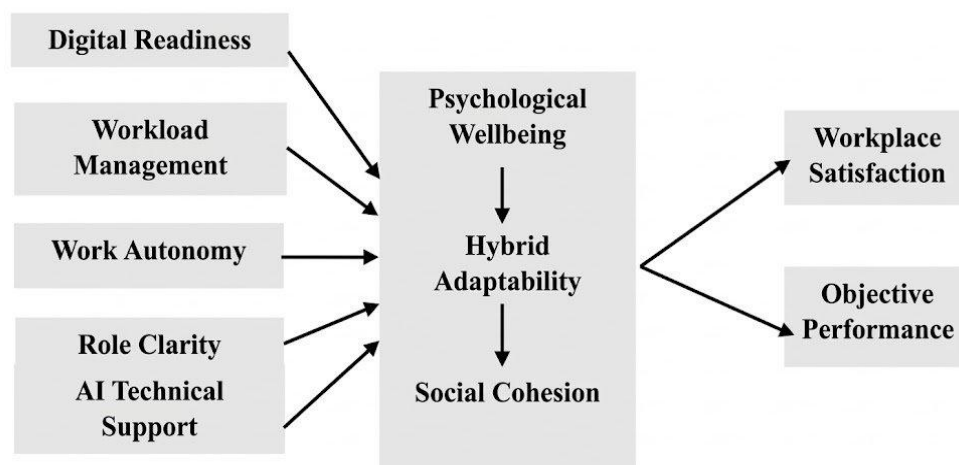 Digital Readiness
Workload
Management
Work Autonomy
Role Clarity
AI Technical
Support
Psychological
Wellbeing
Hybrid
Adaptability
Social Cohesion
Workplace
Satisfaction
Objective
Performance